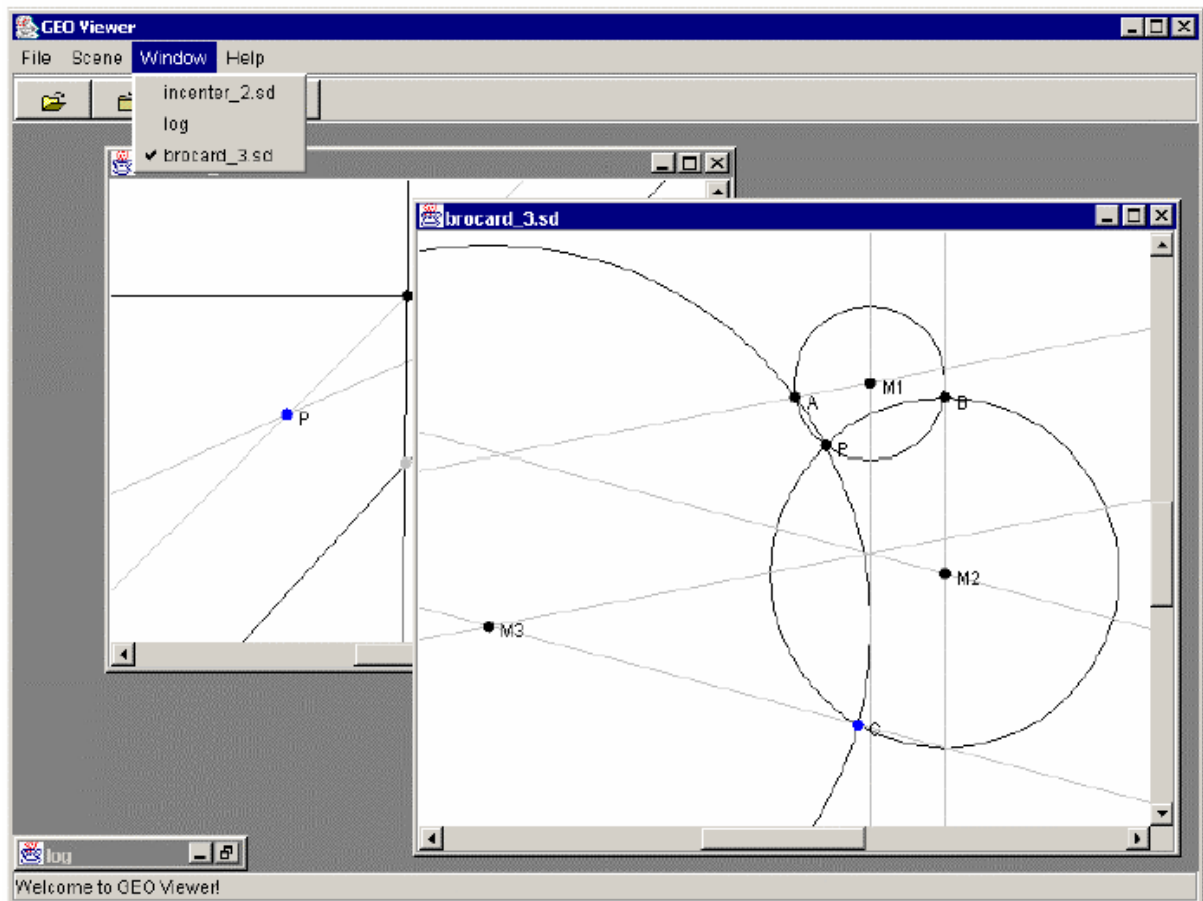 GEO Viewer
File Scene Window Help
incenter_2.sd
log
brocard_3.sd
brocard_3.sd
P
A
M1
B
P
M2
M3
C
log
Welcome to GEO Viewer!